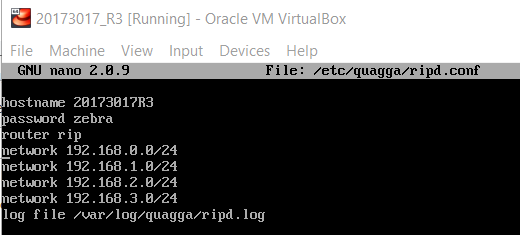 20173017_R3 [Running] - Oracle VM VirtualBox
File Machine View Input Devices Help
GNU nano 2.0.9 File: /etc/quagga/ripd.conf
hostname 20173017R3
password zebra
router rip
network 192.168.0.0/24
network 192.168.1.0/24
network 192.168.2.0/24
network 192.168.3.0/24
log file /var/log/quagga/ripd.log